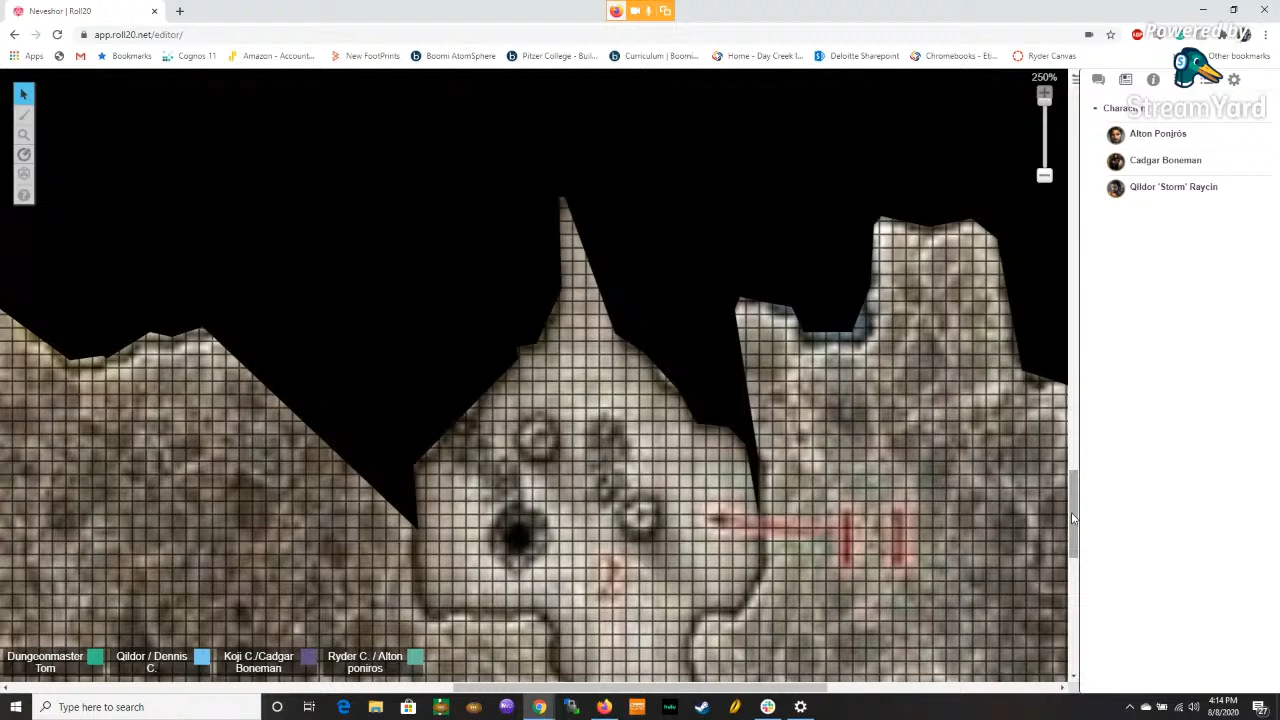 Neveshor | Roll20
app.roll20.net/editor/
Powered by
ABP
Apps
Bookmarks
Cognos 11
Amazon - Account...
New FootPrints
Boomi AtomSphere
Pitzer College - Buil...
Curriculum | Boomi...
Home - Day Creek I...
Deloitte Sharepoint
Chromebooks - Eti...
Ryder Canvas
Other bookmarks
250%
StreamYard
Alton Ponjrós
Cadgar Boneman
Qildor 'Storm' Raycin
11
Dungeonmaster
Tom
Qildor / Dennis
C.
Koji C /Cadgar
Boneman
Ryder C. / Alton
poniros
Type here to search
hulu
4:14 PM
8/8/2020